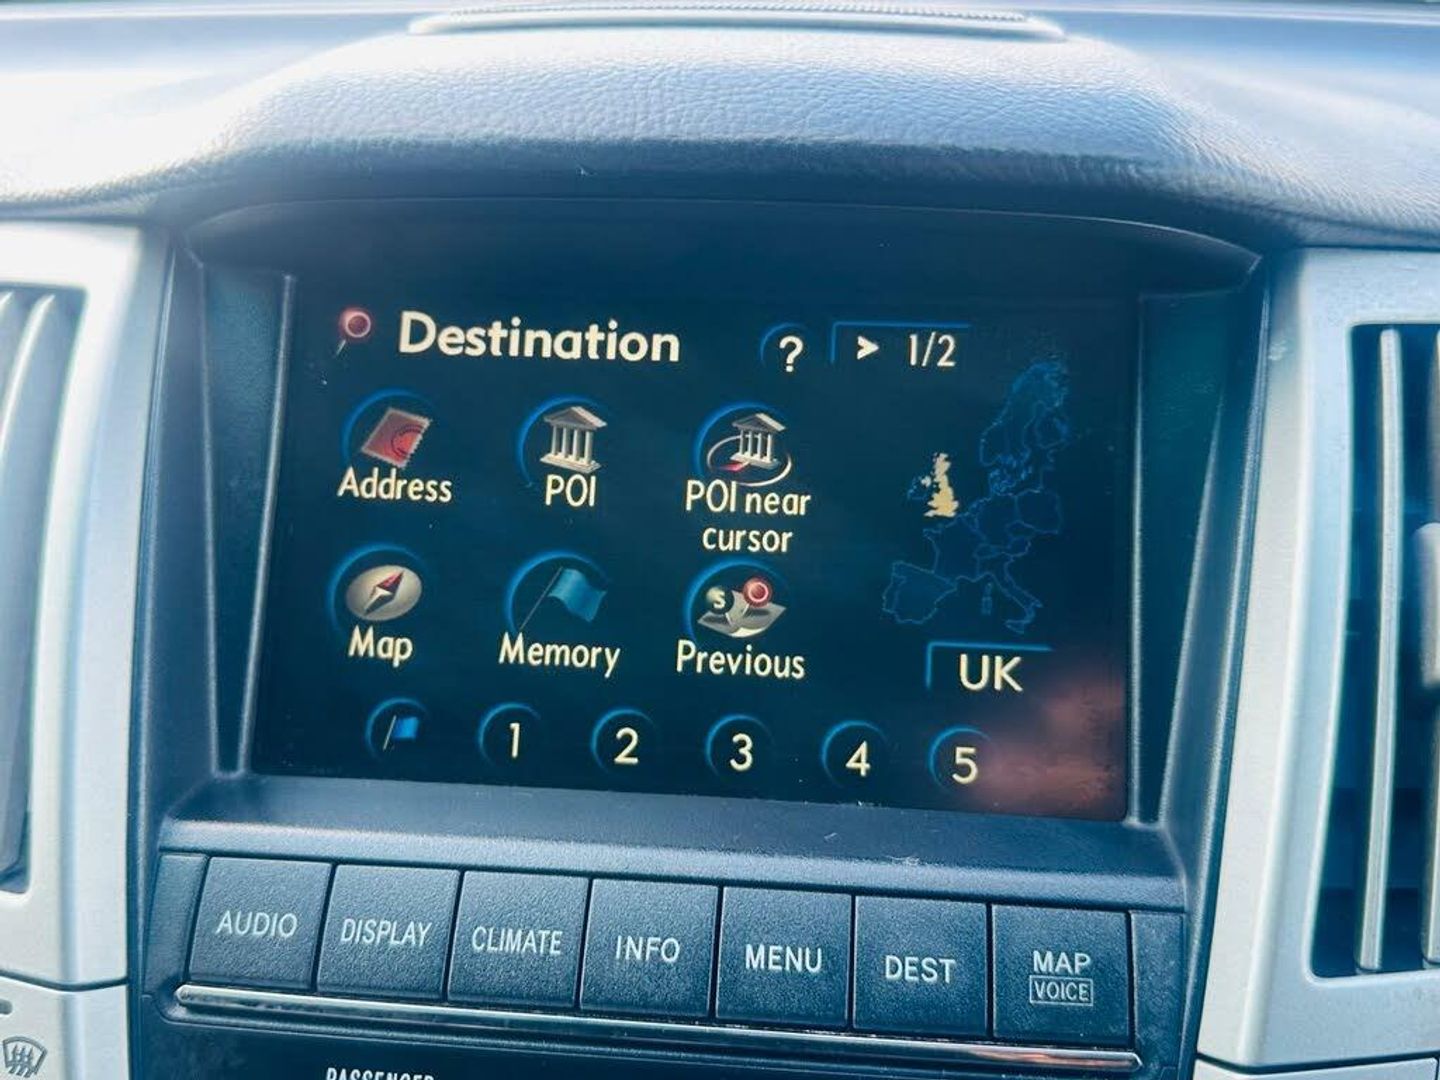 Destination
?
> 1/2
Address
POI
POI near
cursor
Map
Memory
S
Previous
UK
1
2
3
4
5
AUDIO
DISPLAY
CLIMATE
INFO
MENU
DEST
MAP
VOICE
PASSENGER